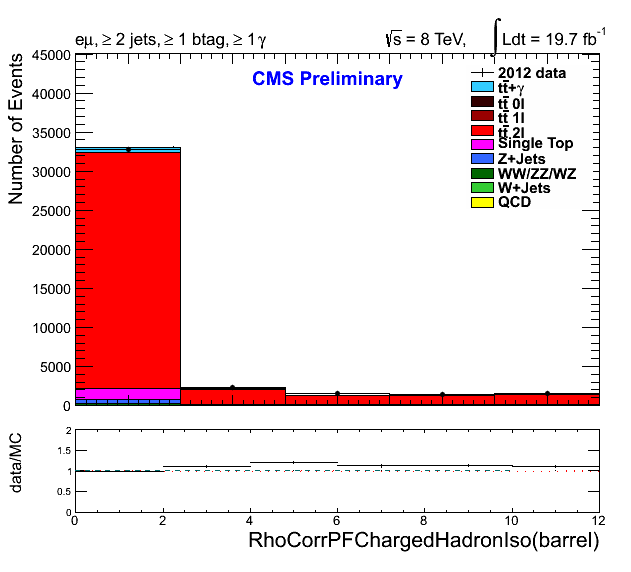 eμ, ≥ 2 jets, ≥ 1 btag, ≥ 1 γ √s = 8 TeV, ∫ Ldt = 19.7 fb⁻¹
CMS Preliminary
2012 data
tt̄+γ
tt̄ 0l
tt̄ 1l
tt̄ 2l
Single Top
Z+Jets
WW/ZZ/WZ
W+Jets
QCD
Number of Events
45000
40000
35000
30000
25000
20000
15000
10000
5000
0
data/MC
2
1.5
1
0.5
0
0 2 4 6 8 10 12
RhoCorrPFChargedHadronIso(barrel)